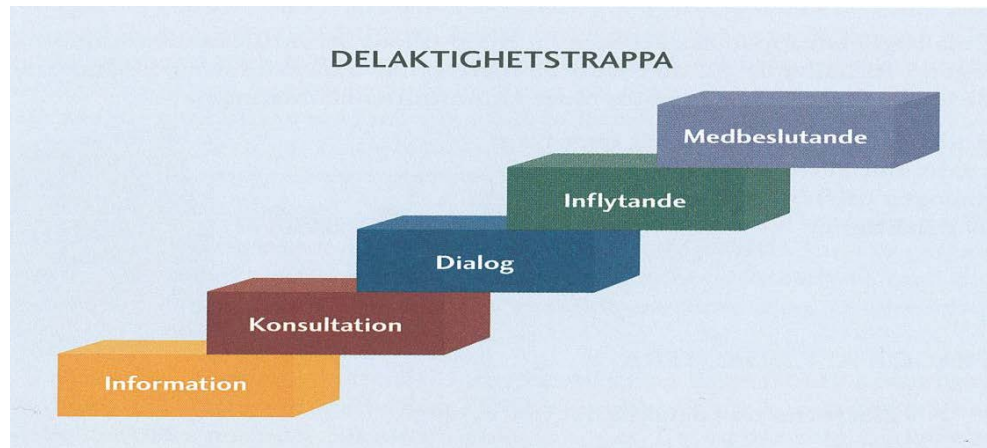 DELAKTIGHETSTRAPPA
Medbeslutande
Inflytande
Dialog
Konsultation
Information